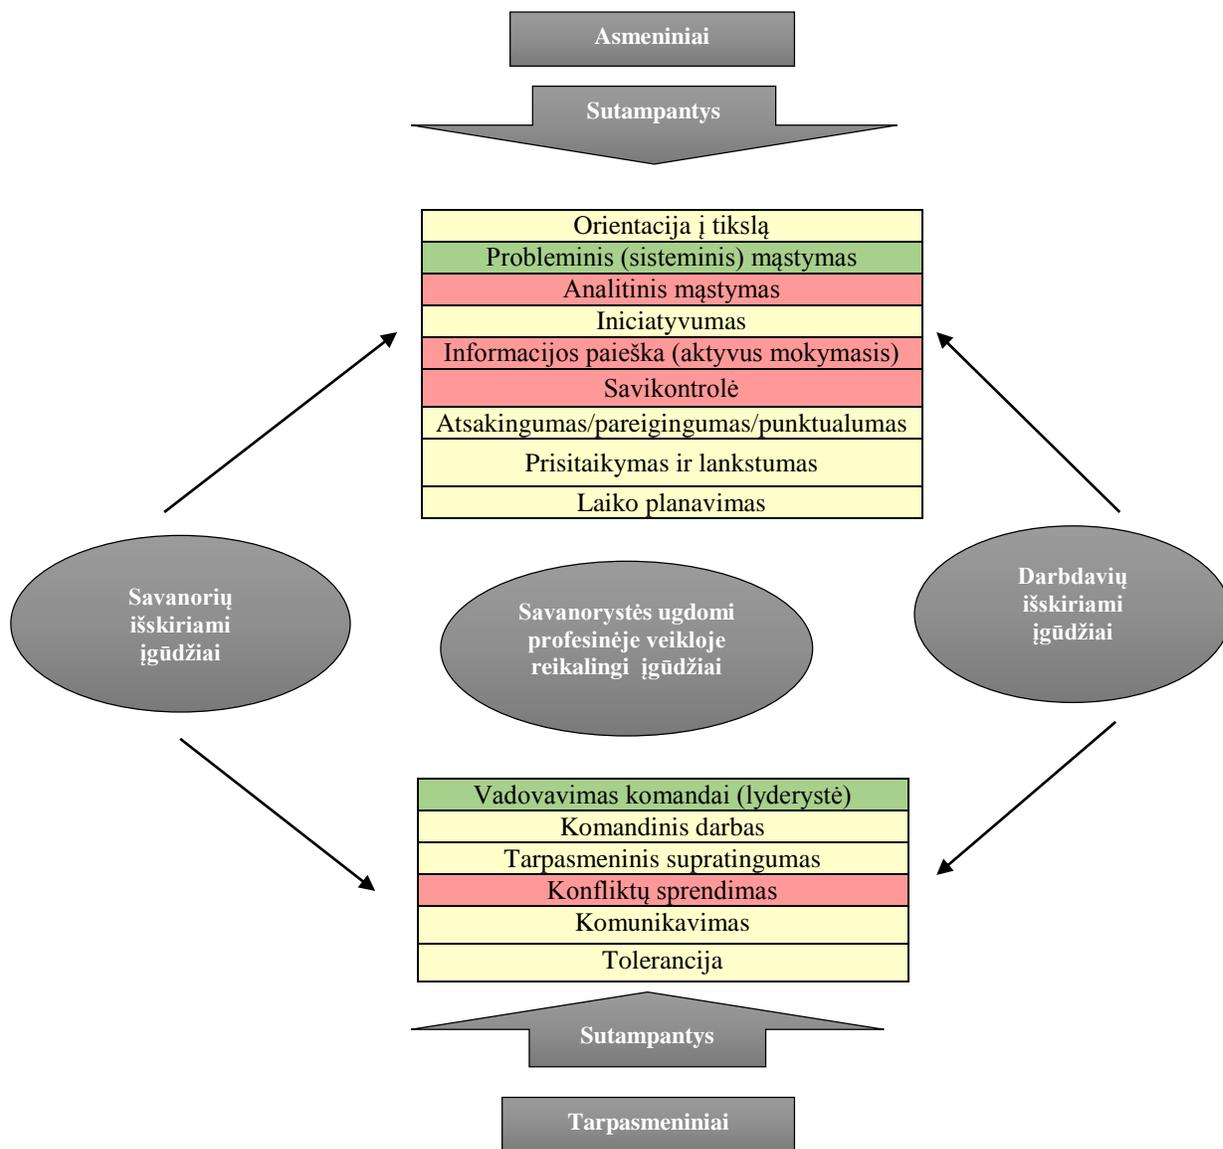 Asmeniniai
Sutampantys
Orientacija į tikslą
Probleminis (sisteminis) mąstymas
Analitinis mąstymas
Iniciatyvumas
Informacijos paieška (aktyvus mokymasis)
Savikontrolė
Atsakingumas/pareigingumas/punktualumas
Prisitaikymas ir lankstumas
Laiko planavimas
Savanorių
išskiriami
įgūdžiai
Savanorystės ugdomi
profesinėje veikloje
reikalingi įgūdžiai
Darbdavių
išskiriami
įgūdžiai
Vadovavimas komandai (lyderystė)
Komandinis darbas
Tarpasmeninis supratingumas
Konfliktų sprendimas
Komunikavimas
Tolerancija
Sutampantys
Tarpasmeniniai